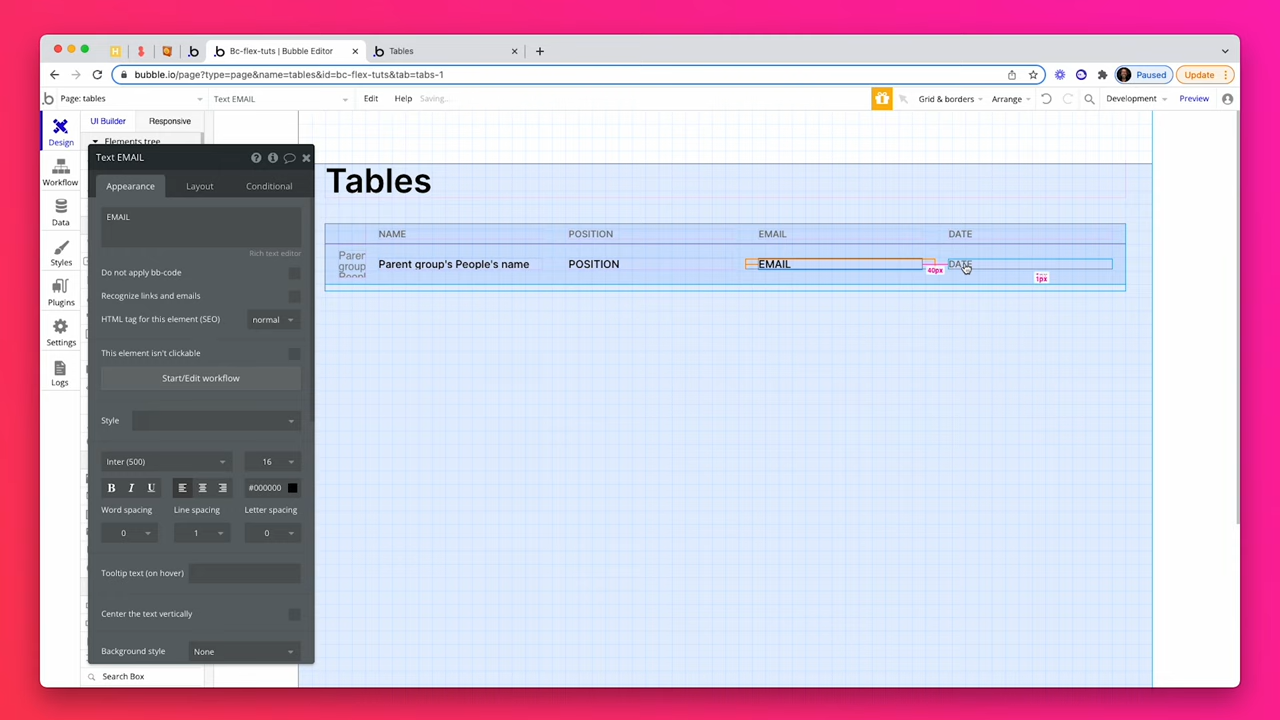 Bc-flex-tuts | Bubble Editor
Tables
bubble.io/page?type=page&name=tables&id=bc-flex-tuts&tab=tabs-1
Paused
Update
Page: tables
Text EMAIL
Edit
Help
Saving...
Grid & borders
Arrange
Development
Preview
Design
Workflow
Data
Styles
Plugins
Settings
Logs
UI Builder
Responsive
Elements tree
Text EMAIL
Appearance
Layout
Conditional
EMAIL
Rich text editor
Do not apply bb-code
Recognize links and emails
HTML tag for this element (SEO)
normal
This element isn't clickable
Start/Edit workflow
Style
Inter (500)
16
B I U
#000000
Word spacing
Line spacing
Letter spacing
0
1
0
Tooltip text (on hover)
Center the text vertically
Background style
None
Search Box
Tables
NAME
POSITION
EMAIL
DATE
Paren
group'
Peopl
Parent group's People's name
POSITION
EMAIL
DATE
40px
1px